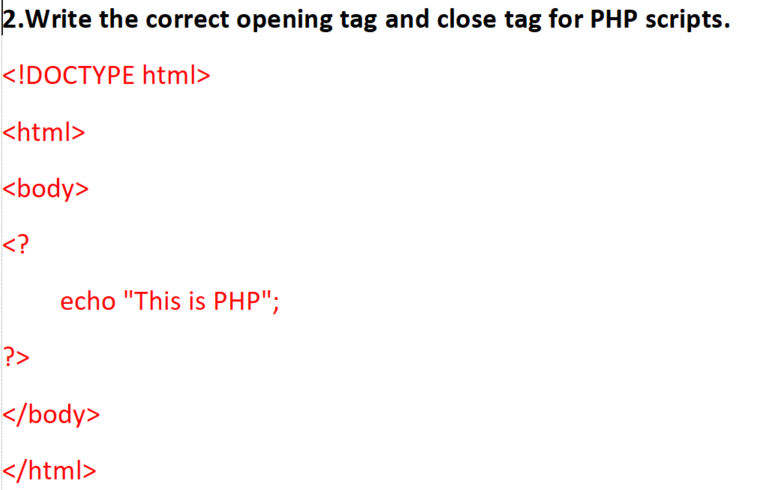 2.Write the correct opening tag and close tag for PHP scripts.
<!DOCTYPE html>
<html>
<body>
<?
echo "This is PHP";
?>
</body>
</html>